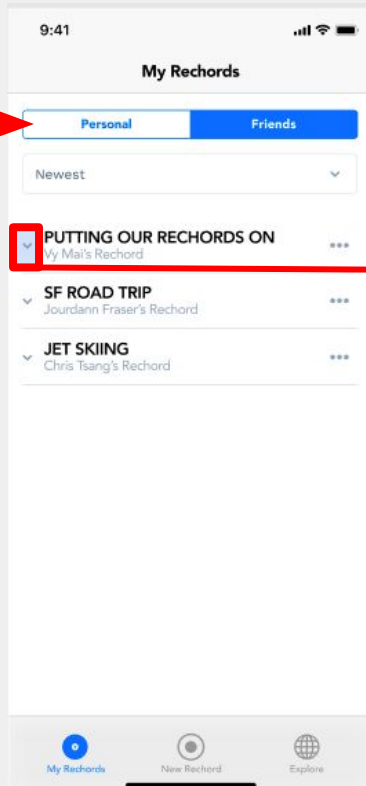 9:41
My Rechords
Personal Friends
Newest
PUTTING OUR RECHORDS ON
Vy Mai's Rechord
SF ROAD TRIP
Jourdann Fraser's Rechord
JET SKIING
Chris Tsang's Rechord
My Rechords New Rechord Explore